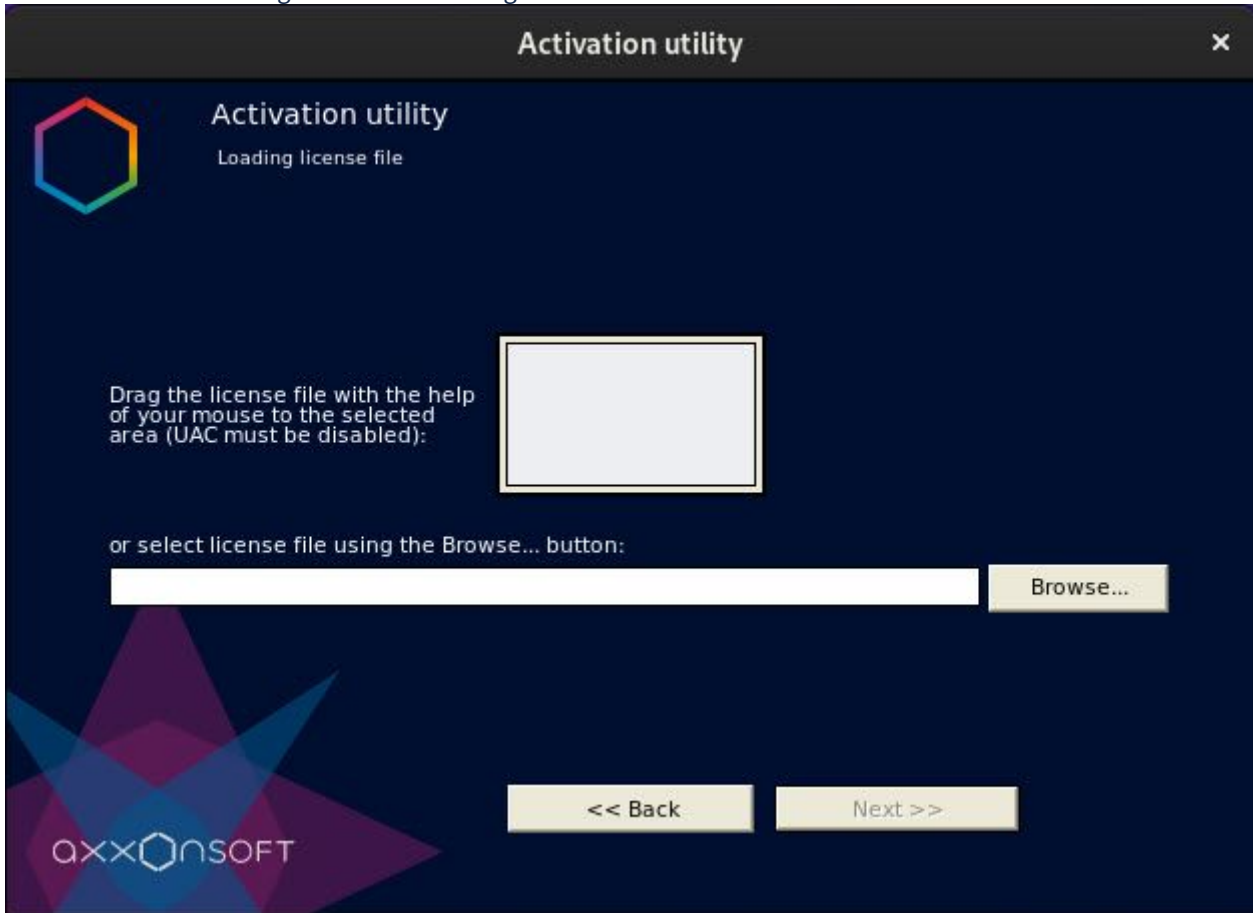 Activation utility
×
Activation utility
Loading license file
Drag the license file with the help
of your mouse to the selected
area (UAC must be disabled):
or select license file using the Browse... button:
Browse...
<< Back
Next >>
axxonsoft